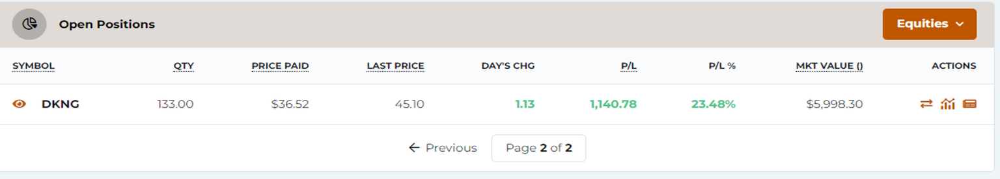 Open Positions Equities
SYMBOL QTY PRICE PAID LAST PRICE DAY'S CHG P/L P/L % MKT VALUE () ACTIONS
DKNG 133.00 $36.52 45.10 1.13 1,140.78 23.48% $5,998.30
Previous Page 2 of 2